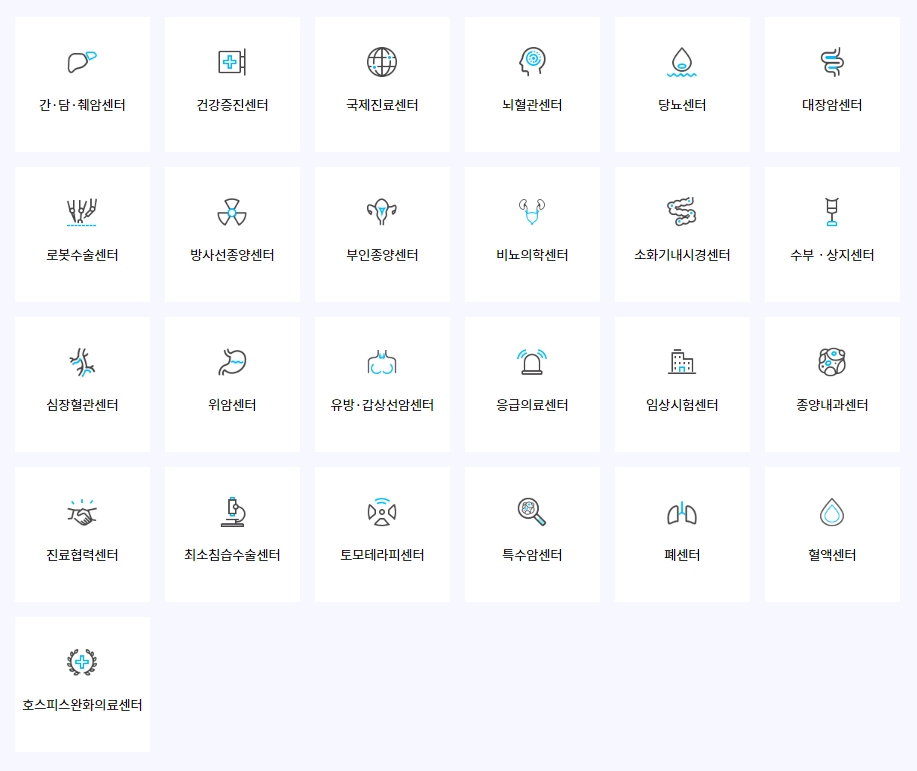 간·담·췌암센터
건강증진센터
국제진료센터
뇌혈관센터
당뇨센터
대장암센터
로봇수술센터
방사선종양센터
부인종양센터
비뇨의학센터
소화기내시경센터
수부 · 상지센터
심장혈관센터
위암센터
유방·갑상선암센터
응급의료센터
임상시험센터
종양내과센터
진료협력센터
최소침습수술센터
토모테라피센터
특수암센터
폐센터
혈액센터
호스피스완화의료센터